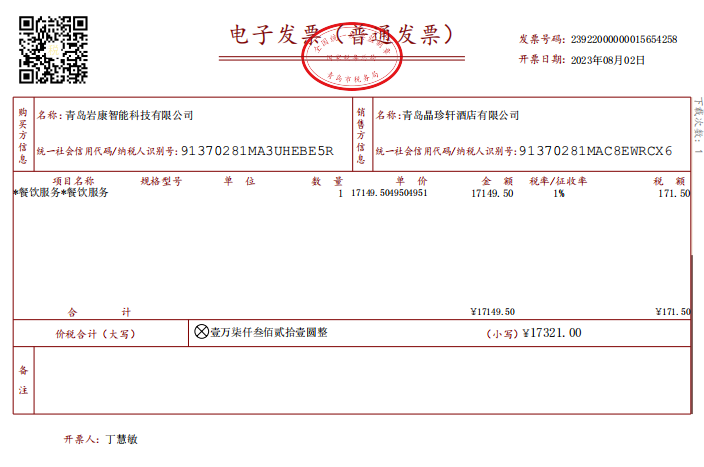 电子发票（普通发票）
全国统一发票监制章
国家税务总局
青岛市税务局
发票号码：23922000000015654258
开票日期：2023年08月02日
下载次数：1
购买方信息
名称：青岛岩康智能科技有限公司
统一社会信用代码/纳税人识别号：91370281MA3UHEBE5R
销售方信息
名称：青岛晶珍轩酒店有限公司
统一社会信用代码/纳税人识别号：91370281MAC8EWRCX6
项目名称 规格型号 单 位 数 量 单 价 金 额 税率/征收率 税 额
*餐饮服务*餐饮服务 1 17149.5049504951 17149.50 1% 171.50
合 计 ¥17149.50 ¥171.50
价税合计（大写） ⊗壹万柒仟叁佰贰拾壹圆整 （小写）¥17321.00
备注
开票人：丁慧敏